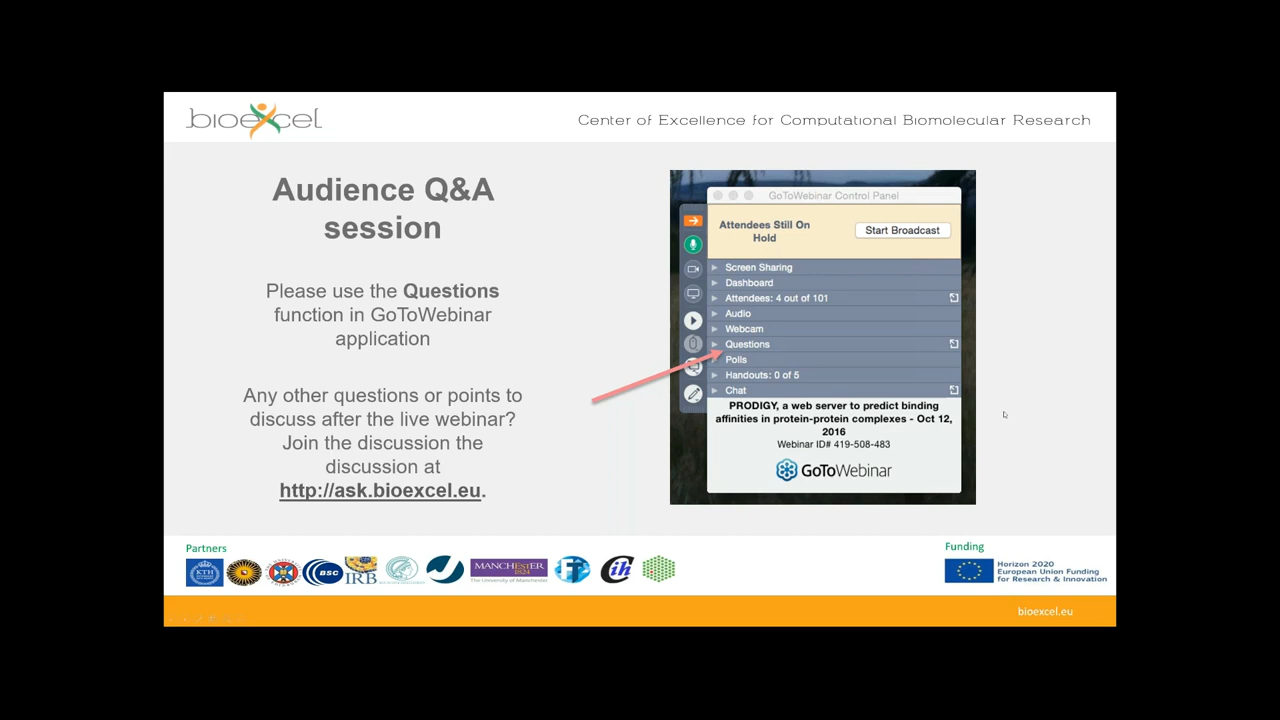 bioexcel
Center of Excellence for Computational Biomolecular Research
Audience Q&A
session
Please use the Questions
function in GoToWebinar
application
Any other questions or points to
discuss after the live webinar?
Join the discussion the
discussion at
http://ask.bioexcel.eu.
GoToWebinar Control Panel
Attendees Still On
Hold
Start Broadcast
Screen Sharing
Dashboard
Attendees: 4 out of 101
Audio
Webcam
Questions
Polls
Handouts: 0 of 5
Chat
PRODIGY, a web server to predict binding
affinities in protein-protein complexes - Oct 12,
2016
Webinar ID# 419-508-483
GoToWebinar
Partners
KTH
BSC
IRB
MANCHESTER
1824
The University of Manchester
Cih
Funding
Horizon 2020
European Union Funding
for Research & Innovation
bioexcel.eu